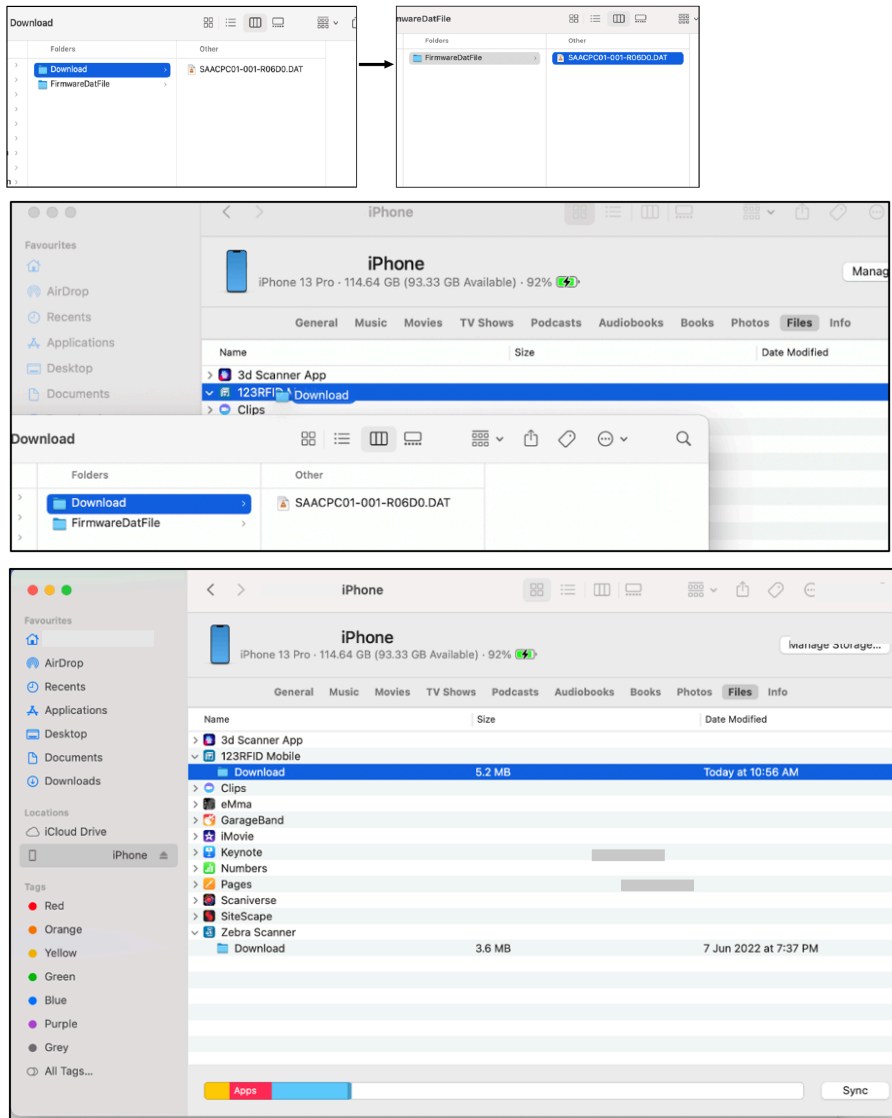 Download
Folders Other
Download SAACPC01-001-R06D0.DAT
FirmwareDatFile
nwareDatFile
Folders Other
FirmwareDatFile SAACPC01-001-R06D0.DAT
iPhone
Favourites
AirDrop
Recents
Applications
Desktop
Documents
iPhone
iPhone 13 Pro · 114.64 GB (93.33 GB Available) · 92%
Manag
General Music Movies TV Shows Podcasts Audiobooks Books Photos Files Info
Name Size Date Modified
3d Scanner App
123RFID M Download
Clips
Download
Folders Other
Download SAACPC01-001-R06D0.DAT
FirmwareDatFile
iPhone
Favourites
AirDrop
Recents
Applications
Desktop
Documents
Downloads
Locations
iCloud Drive
iPhone
Tags
Red
Orange
Yellow
Green
Blue
Purple
Grey
All Tags...
iPhone
iPhone 13 Pro · 114.64 GB (93.33 GB Available) · 92%
Manage Storage...
General Music Movies TV Shows Podcasts Audiobooks Books Photos Files Info
Name Size Date Modified
3d Scanner App
123RFID Mobile
Download 5.2 MB Today at 10:56 AM
Clips
eMma
GarageBand
iMovie
Keynote
Numbers
Pages
Scaniverse
SiteScape
Zebra Scanner
Download 3.6 MB 7 Jun 2022 at 7:37 PM
Apps Sync